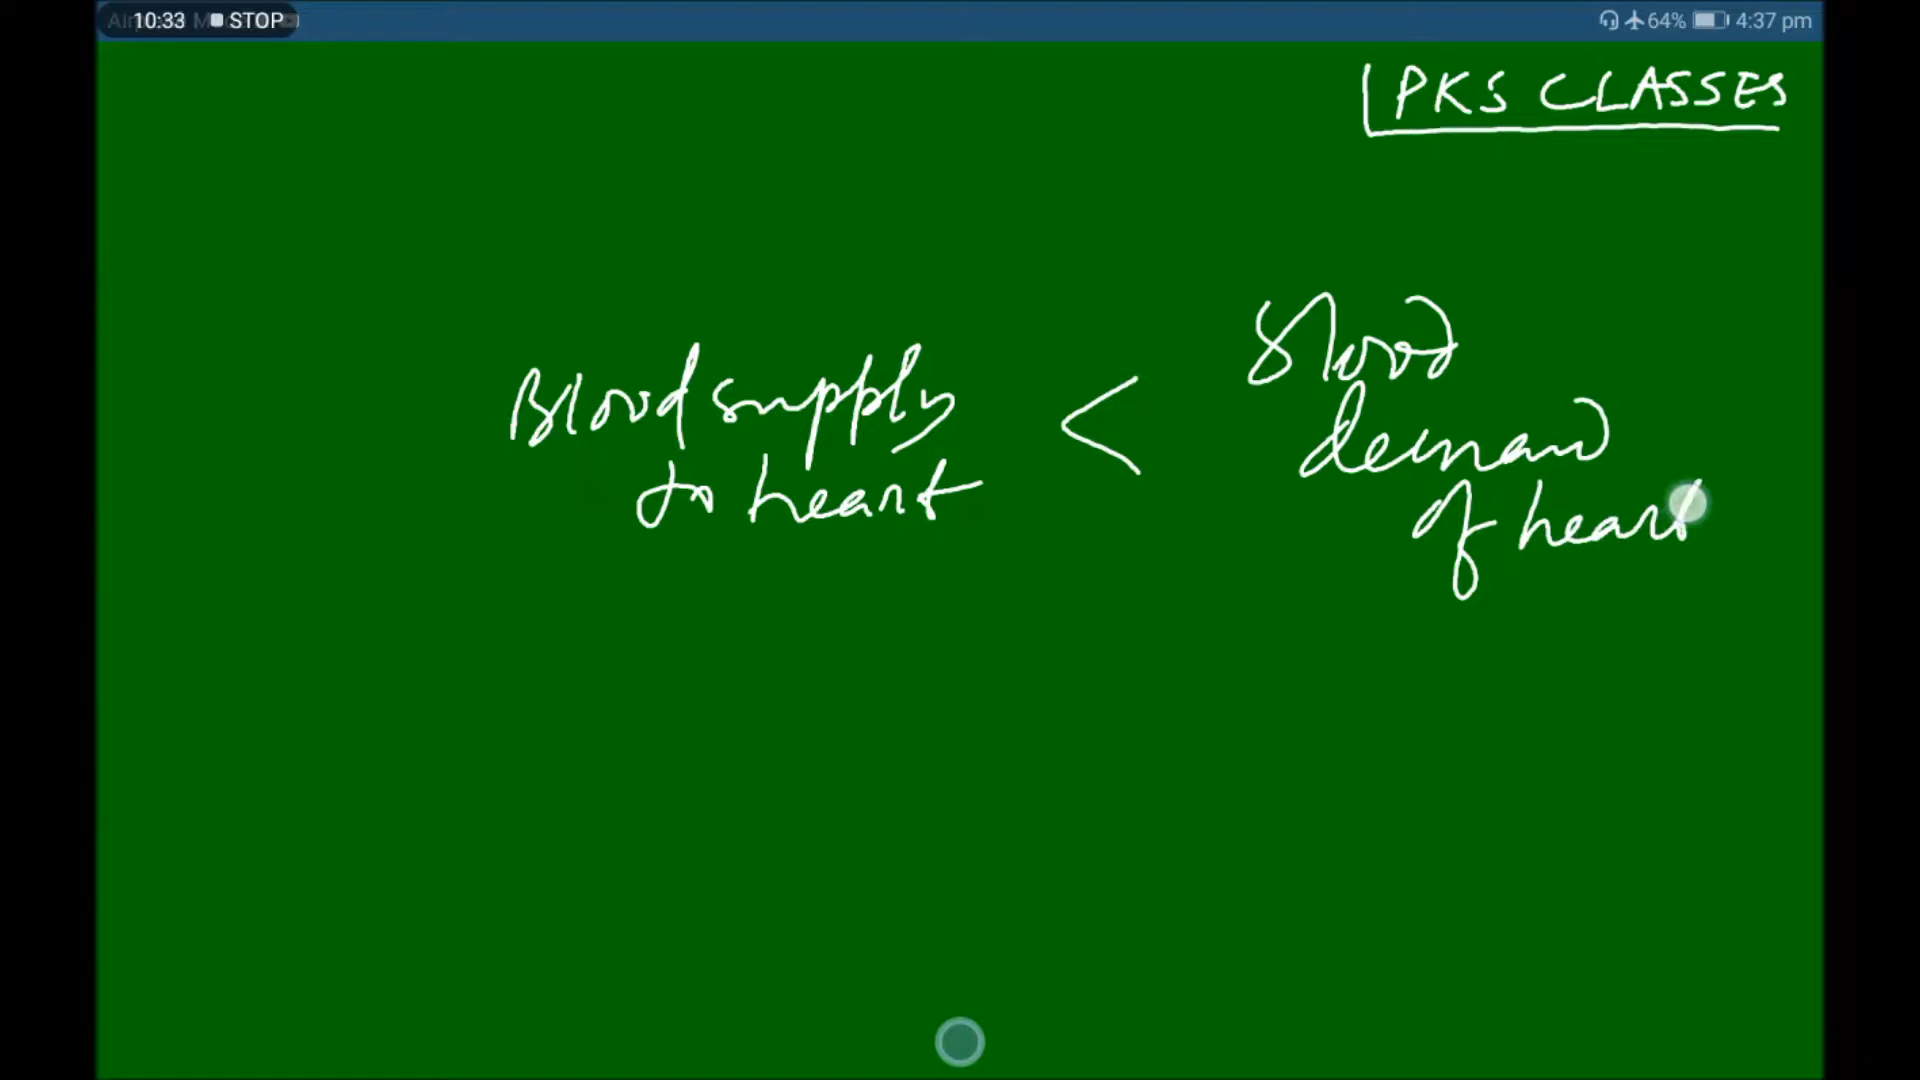 10:33 STOP
64% 4:37 pm
PKS CLASSES
Blood supply < Blood
to heart
demand
of heart